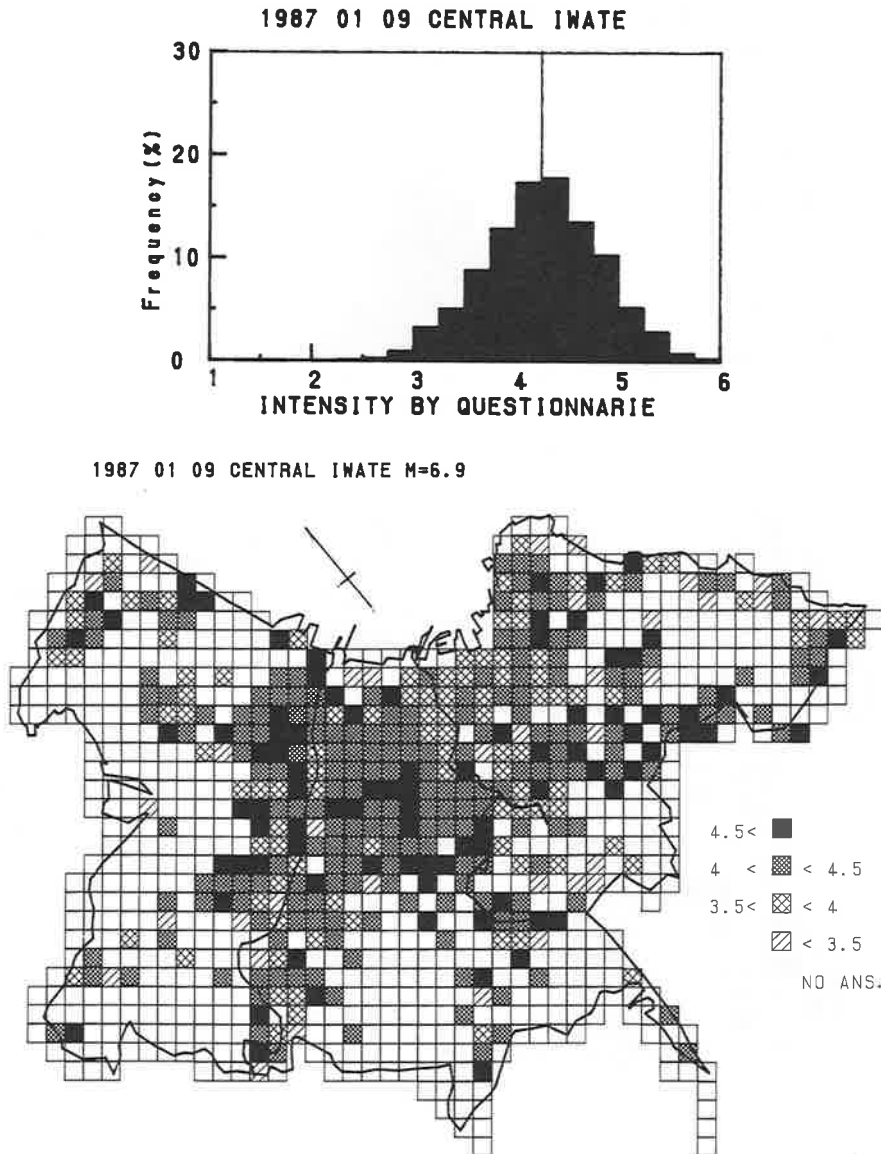 1987 01 09 CENTRAL IWATE
30
20
10
0
Frequency(%)
1 2 3 4 5 6
INTENSITY BY QUESTIONNARIE
1987 01 09 CENTRAL IWATE M=6.9
4.5<
4 < < 4.5
3.5< < 4
< 3.5
NO ANS.